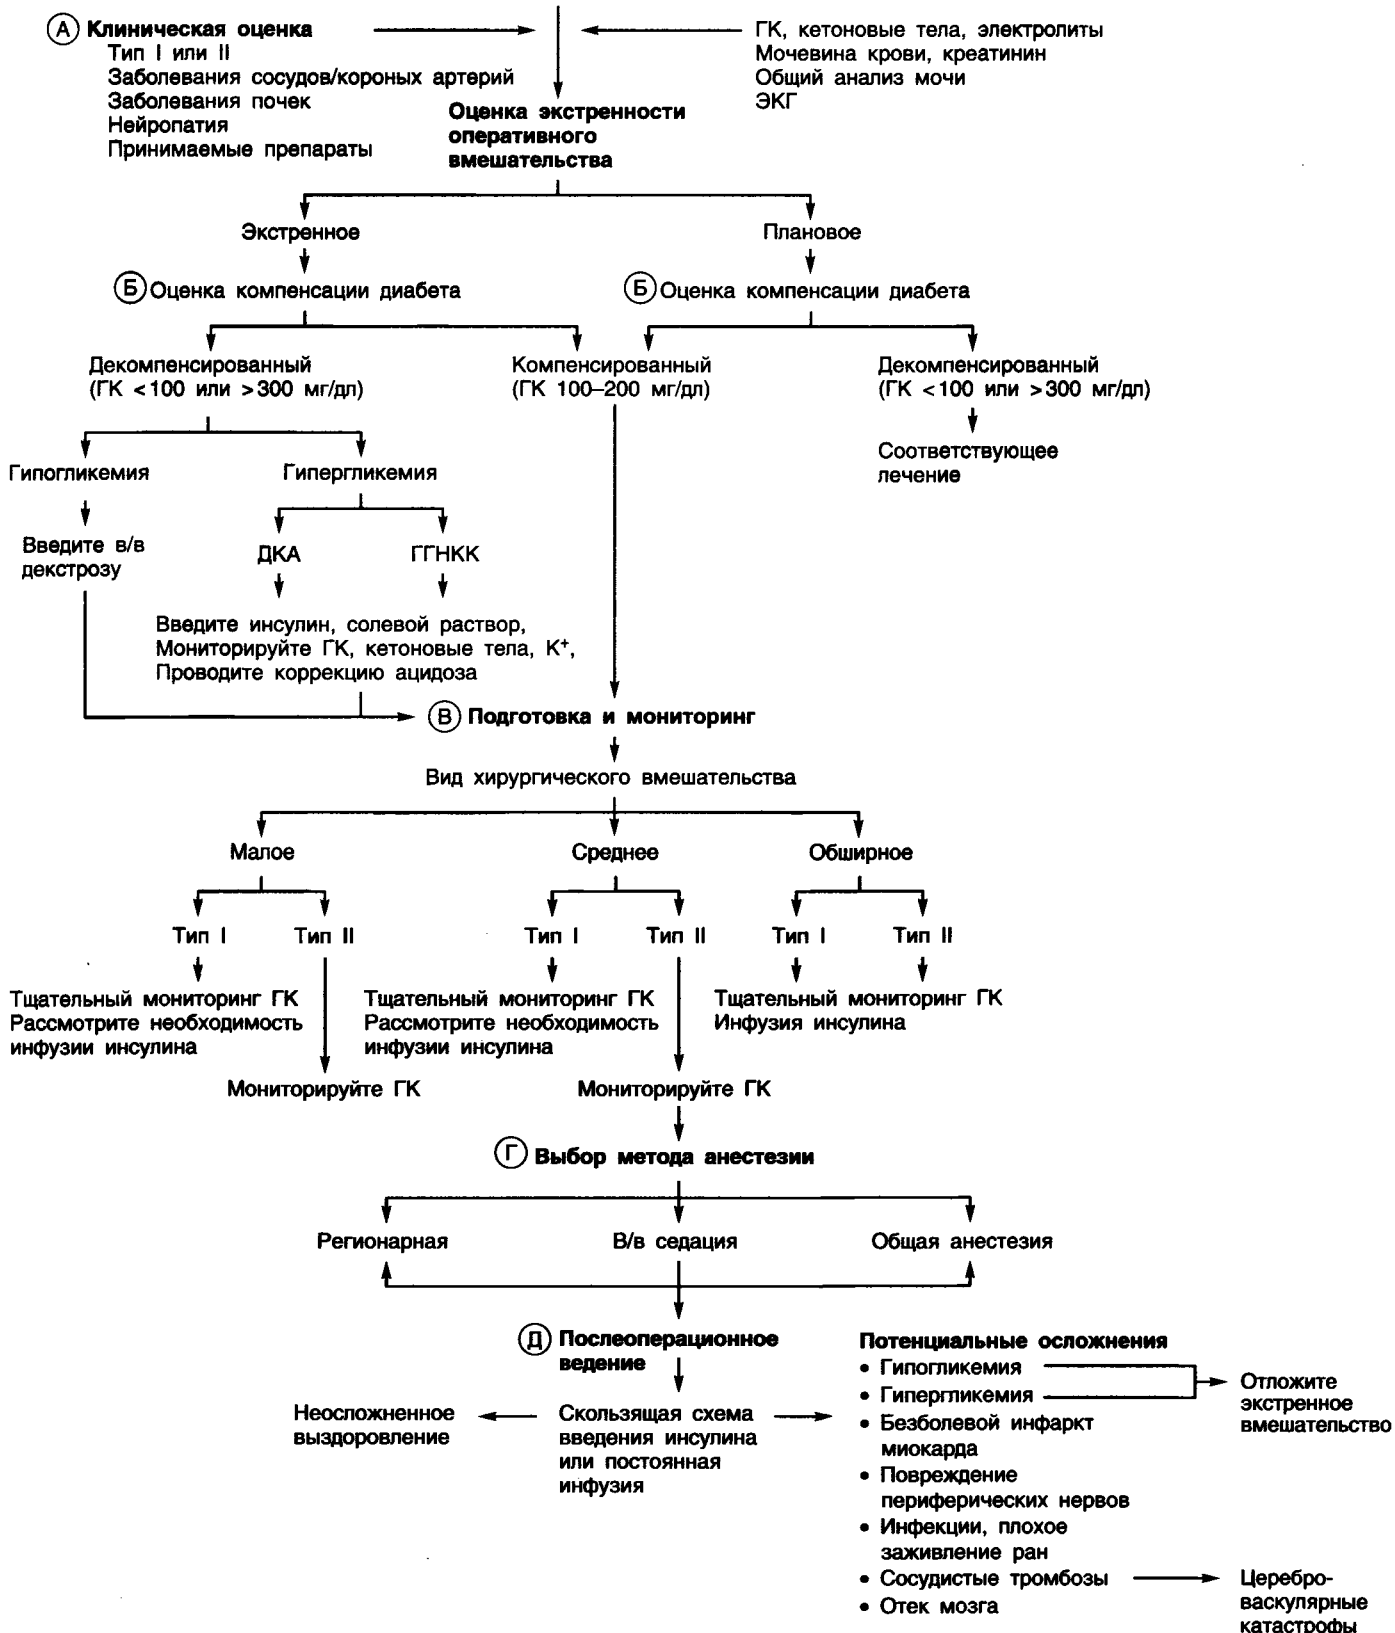 А Клиническая оценка
Тип I или II
Заболевания сосудов/короных артерий
Заболевания почек
Нейропатия
Принимаемые препараты
ГК, кетоновые тела, электролиты
Мочевина крови, креатинин
Общий анализ мочи
ЭКГ
Оценка экстренности
оперативного
вмешательства
Экстренное
Плановое
Б Оценка компенсации диабета
Б Оценка компенсации диабета
Декомпенсированный
(ГК <100 или >300 мг/дл)
Компенсированный
(ГК 100–200 мг/дл)
Декомпенсированный
(ГК <100 или >300 мг/дл)
Соответствующее
лечение
Гипогликемия
Гипергликемия
Введите в/в
декстрозу
ДКА
ГГНКК
Введите инсулин, солевой раствор,
Мониторируйте ГК, кетоновые тела, К⁺,
Проводите коррекцию ацидоза
В Подготовка и мониторинг
Вид хирургического вмешательства
Малое
Среднее
Обширное
Тип I
Тип II
Тип I
Тип II
Тип I
Тип II
Тщательный мониторинг ГК
Рассмотрите необходимость
инфузии инсулина
Тщательный мониторинг ГК
Рассмотрите необходимость
инфузии инсулина
Тщательный мониторинг ГК
Инфузия инсулина
Мониторируйте ГК
Мониторируйте ГК
Г Выбор метода анестезии
Регионарная
В/в седация
Общая анестезия
Д Послеоперационное
ведение
Неосложненное
выздоровление
Скользящая схема
введения инсулина
или постоянная
инфузия
Потенциальные осложнения
• Гипогликемия
• Гипергликемия
• Безболевой инфаркт
миокарда
• Повреждение
периферических нервов
• Инфекции, плохое
заживление ран
• Сосудистые тромбозы
• Отек мозга
Отложите
экстренное
вмешательство
Церебро-
васкулярные
катастрофы